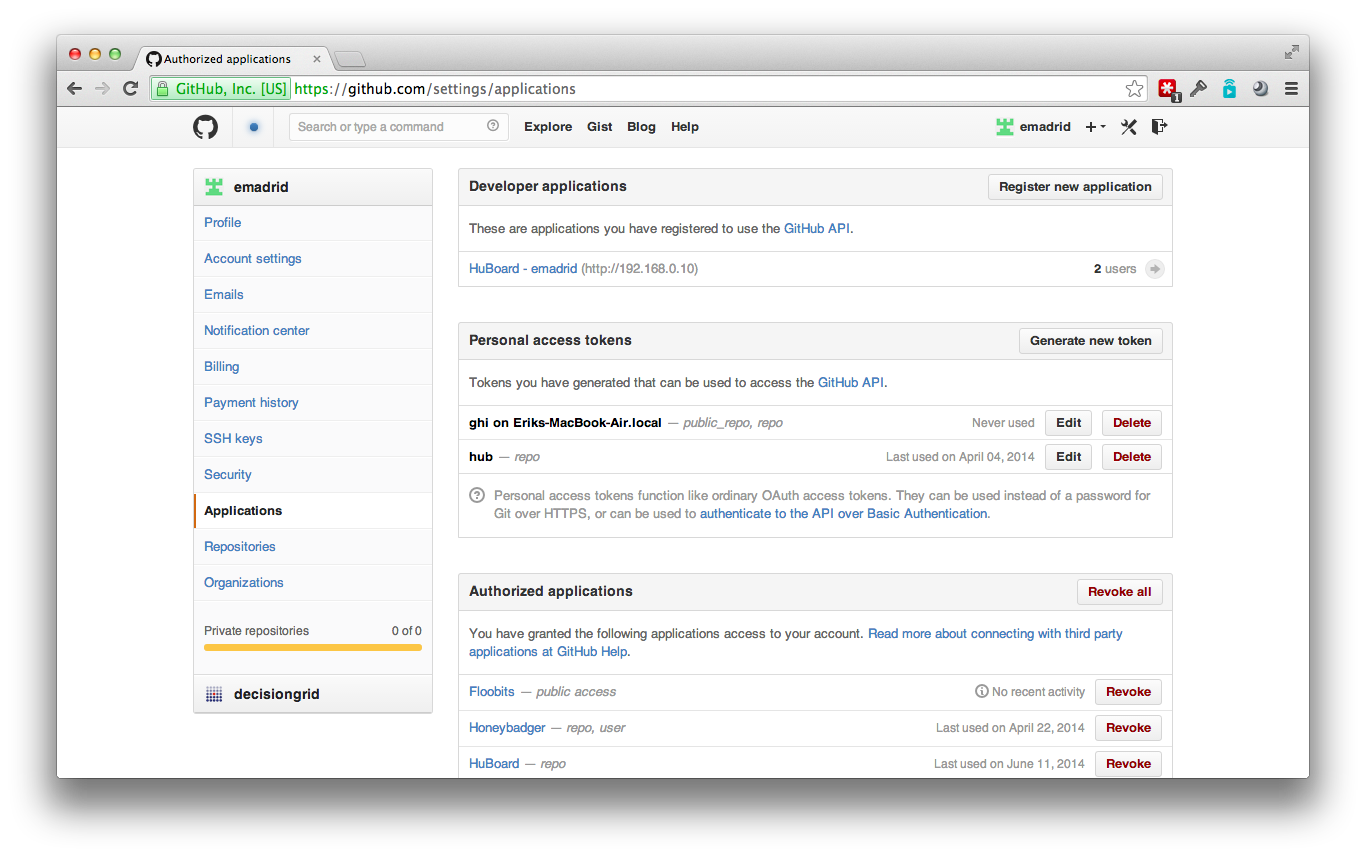 Authorized applications
GitHub, Inc. [US] https://github.com/settings/applications
1
Search or type a command
Explore Gist Blog Help
emadrid
emadrid
Profile
Account settings
Emails
Notification center
Billing
Payment history
SSH keys
Security
Applications
Repositories
Organizations
Private repositories 0 of 0
decisiongrid
Developer applications Register new application
These are applications you have registered to use the GitHub API.
HuBoard - emadrid (http://192.168.0.10) 2 users
Personal access tokens Generate new token
Tokens you have generated that can be used to access the GitHub API.
ghi on Eriks-MacBook-Air.local — public_repo, repo Never used Edit Delete
hub — repo Last used on April 04, 2014 Edit Delete
Personal access tokens function like ordinary OAuth access tokens. They can be used instead of a password for
Git over HTTPS, or can be used to authenticate to the API over Basic Authentication.
Authorized applications Revoke all
You have granted the following applications access to your account. Read more about connecting with third party
applications at GitHub Help.
Floobits — public access No recent activity Revoke
Honeybadger — repo, user Last used on April 22, 2014 Revoke
HuBoard — repo Last used on June 11, 2014 Revoke